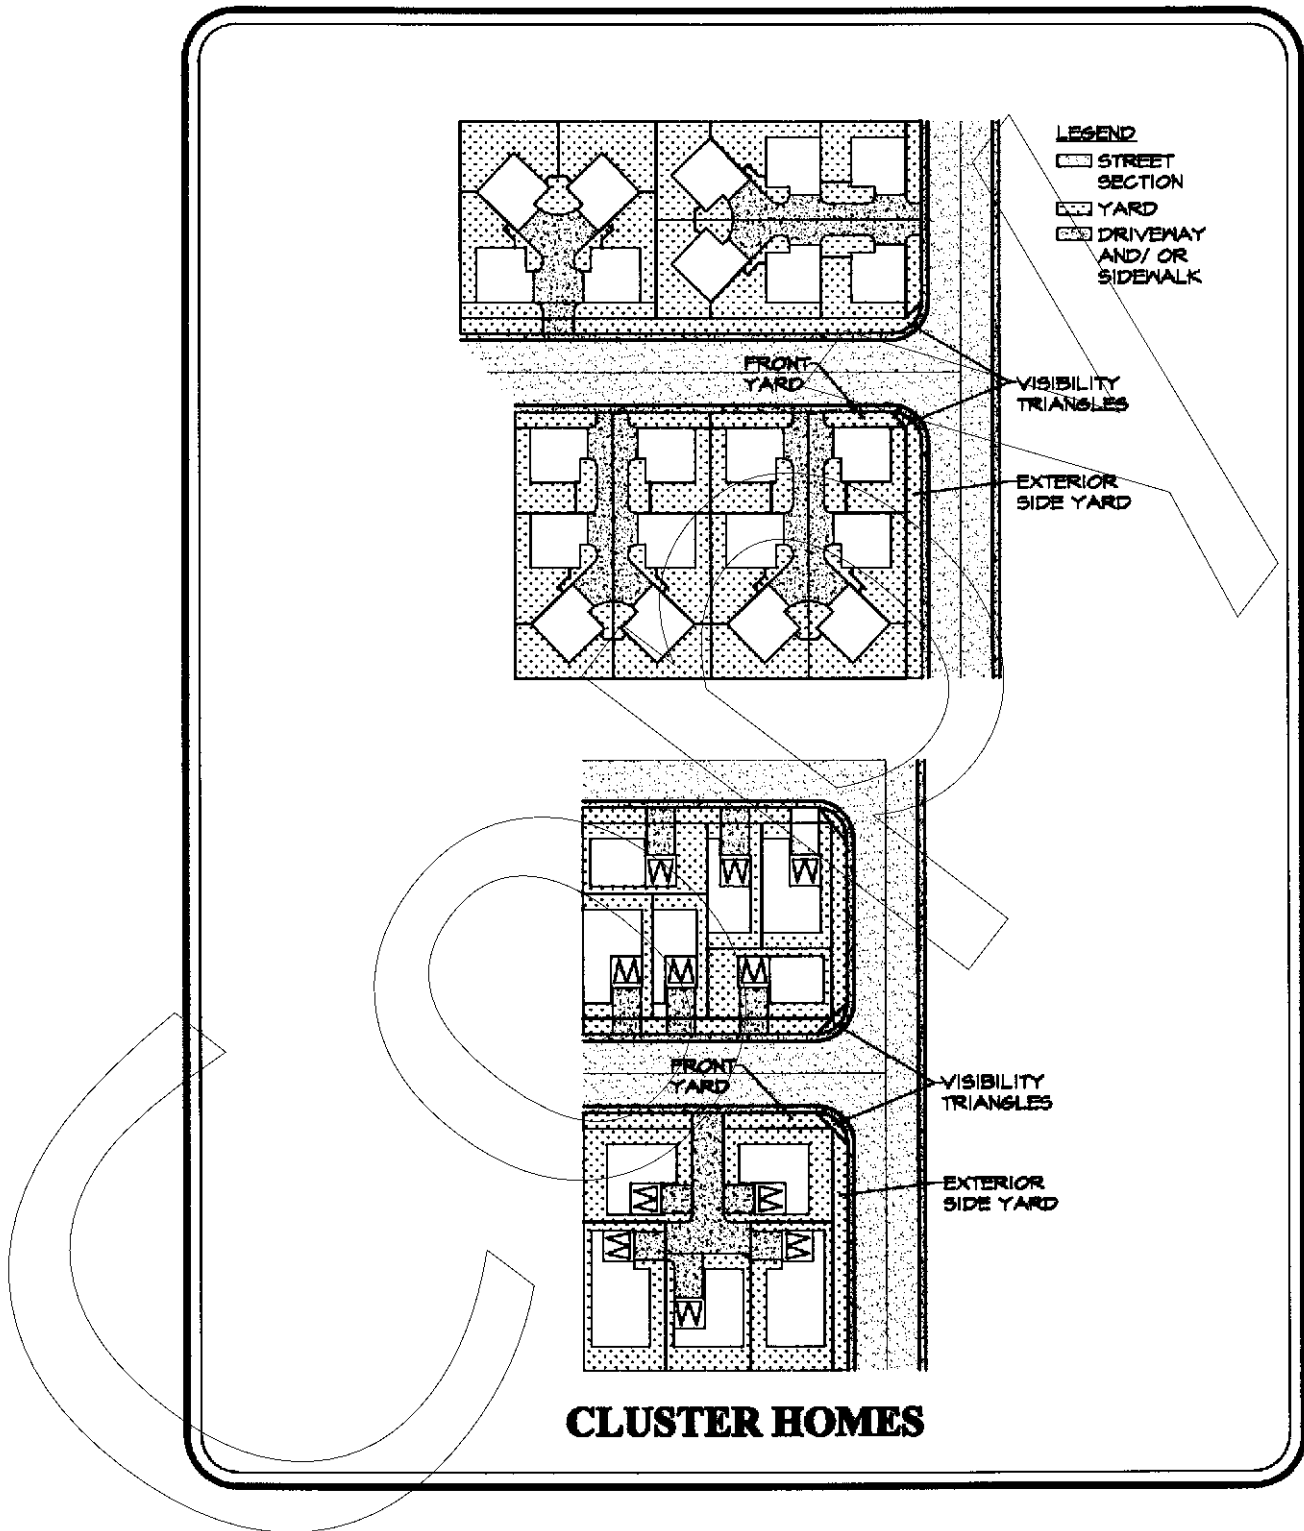 LEGEND
STREET
SECTION
YARD
DRIVEWAY
AND/ OR
SIDEWALK
FRONT
YARD
VISIBILITY
TRIANGLES
EXTERIOR
SIDE YARD
FRONT
YARD
VISIBILITY
TRIANGLES
EXTERIOR
SIDE YARD
CLUSTER HOMES